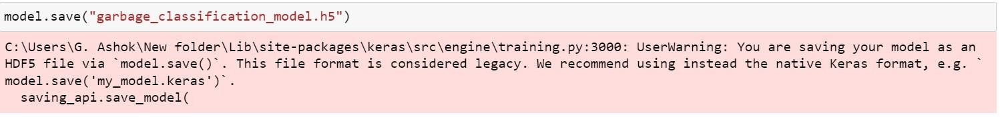 model.save("garbage_classification_model.h5")
C:\Users\G. Ashok\New folder\Lib\site-packages\keras\src\engine\training.py:3000: UserWarning: You are saving your model as an
HDF5 file via `model.save()`. This file format is considered legacy. We recommend using instead the native Keras format, e.g. `
model.save('my_model.keras')`.
  saving_api.save_model(